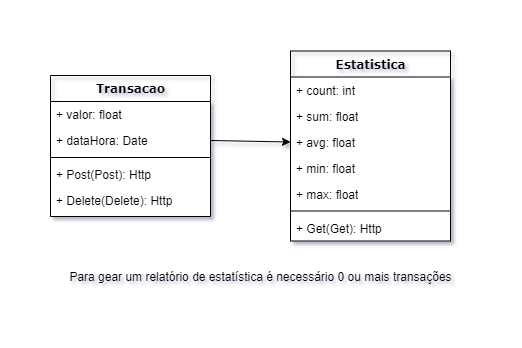 Transacao
+ valor: float
+ dataHora: Date
+ Post(Post): Http
+ Delete(Delete): Http
Estatistica
+ count: int
+ sum: float
+ avg: float
+ min: float
+ max: float
+ Get(Get): Http
Para gear um relatório de estatística é necessário 0 ou mais transações